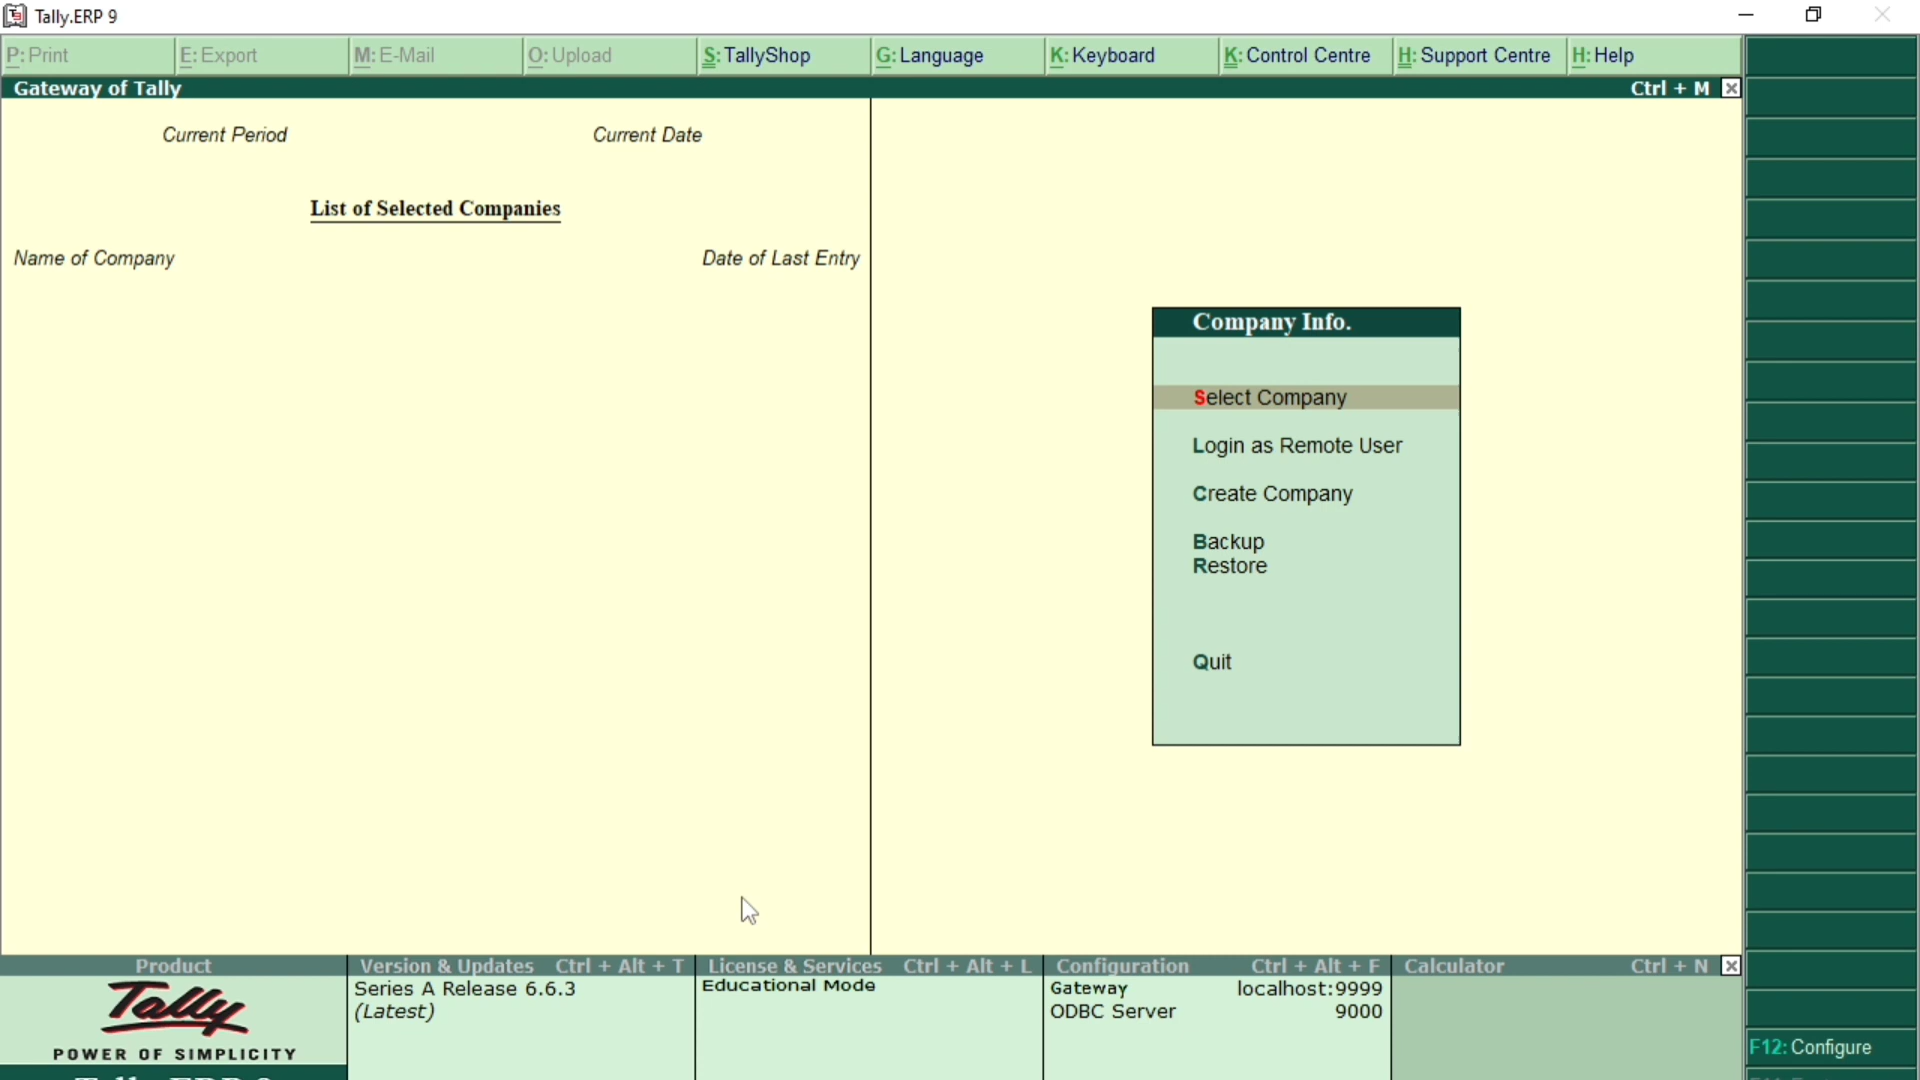 Tally.ERP 9
P: Print E: Export M: E-Mail O: Upload S: TallyShop G: Language K: Keyboard K: Control Centre H: Support Centre H: Help
Gateway of Tally Ctrl + M
Current Period Current Date
List of Selected Companies
Name of Company Date of Last Entry
Company Info.
Select Company
Login as Remote User
Create Company
Backup
Restore
Quit
Product Version & Updates Ctrl + Alt + T License & Services Ctrl + Alt + L Configuration Ctrl + Alt + F Calculator Ctrl + N
Tally
POWER OF SIMPLICITY
Series A Release 6.6.3
(Latest)
Educational Mode
Gateway localhost:9999
ODBC Server 9000
F12: Configure